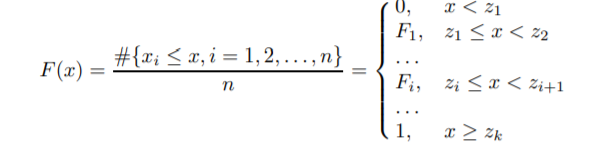 F(x) = #{x_i ≤ x, i = 1, 2, . . . , n} / n = { 0, x < z_1
F_1, z_1 ≤ x < z_2
. . .
F_i, z_i ≤ x < z_{i+1}
. . .
1, x ≥ z_k